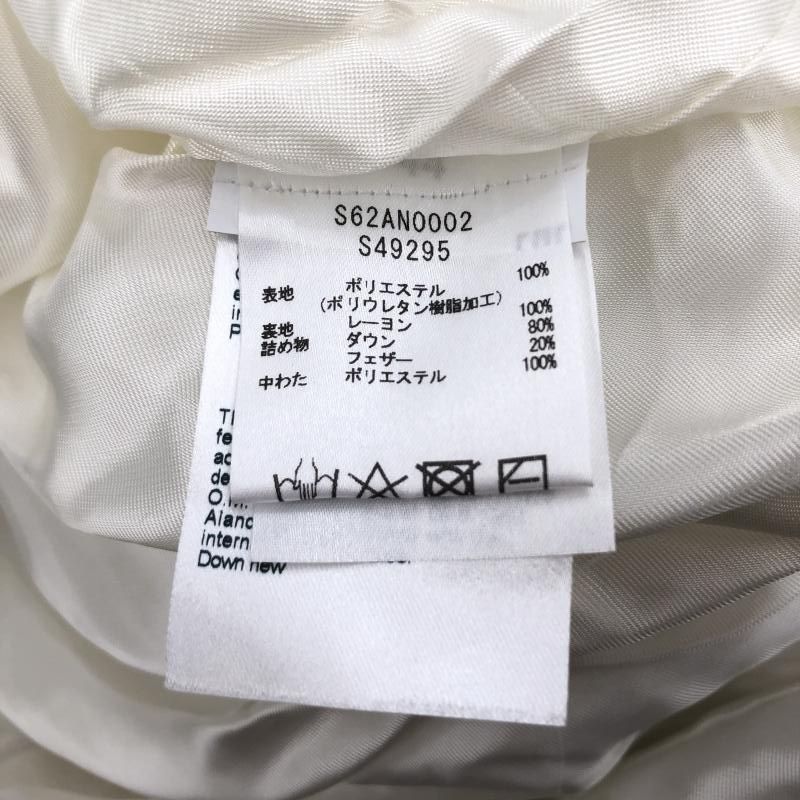 S62AN0002
S49295
表地 ポリエステル 100%
(ポリウレタン樹脂加工)
裏地 レーヨン 100%
詰め物 ダウン 80%
フェザー 20%
中わた ポリエステル 100%
de
O.M.
intern
Down new